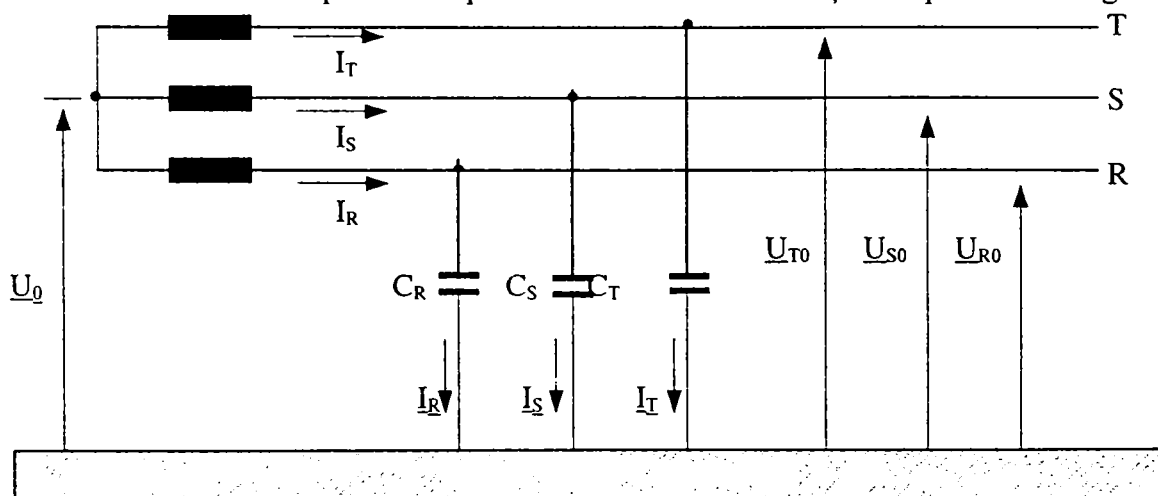 T
I_T
S
I_S
R
I_R
U_T0 U_S0 U_R0
U_0
C_R C_S C_T
I_R I_S I_T